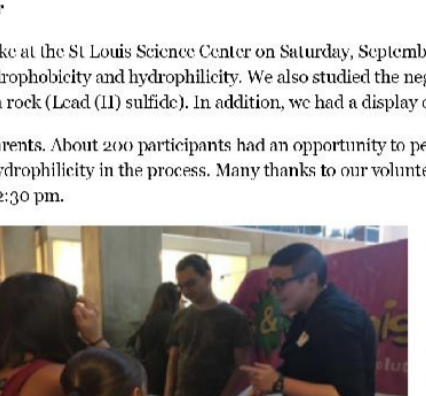 r
ke at the St Louis Science Center on Saturday, Septemb
rophobicity and hydrophilicity. We also studied the neg
rock (Lead (II) sulfide). In addition, we had a display
rents. About 200 participants had an opportunity to pe
ydrophilicity in the process. Many thanks to our volunte
2:30 pm.
&